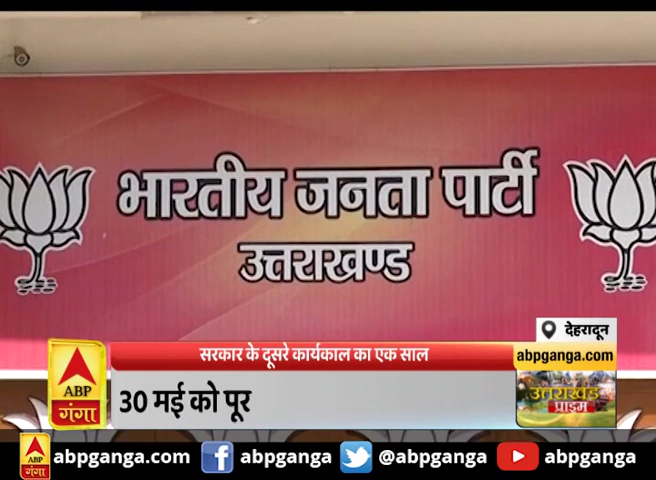 भारतीय जनता पार्टी
उत्तराखण्ड
देहरादून
सरकार के दूसरे कार्यकाल का एक साल
abpganga.com
ABP
गंगा
30 मई को पूर
उत्तराखंड
प्राइम
ABP
गंगा
abpganga.com
abpganga
@abpganga
abpganga